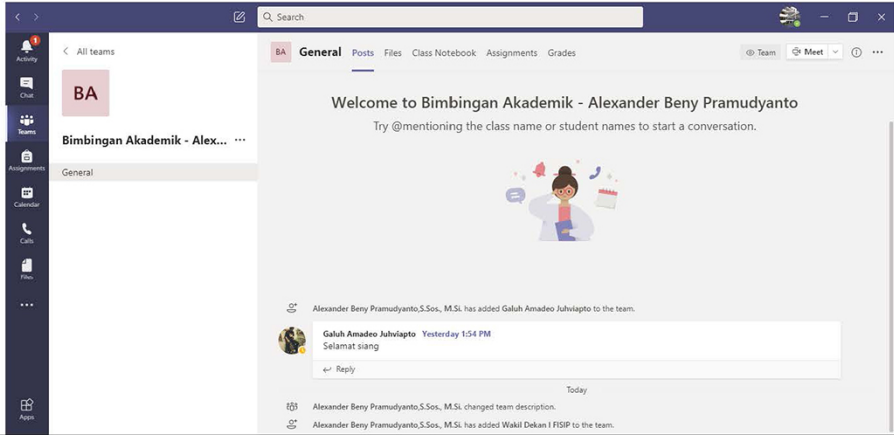 Search
1
Activity
Chat
Teams
Assignments
Calendar
Calls
Files
Apps
All teams
BA
Bimbingan Akademik - Alex... ...
General
BA General Posts Files Class Notebook Assignments Grades Team Meet
Welcome to Bimbingan Akademik - Alexander Beny Pramudyanto
Try @mentioning the class name or student names to start a conversation.
Alexander Beny Pramudyanto,S.Sos., M.Si. has added Galuh Amadeo Juhviapto to the team.
Galuh Amadeo Juhviapto Yesterday 1:54 PM
Selamat siang
Reply
Today
Alexander Beny Pramudyanto,S.Sos., M.Si. changed team description.
Alexander Beny Pramudyanto,S.Sos., M.Si. has added Wakil Dekan I FISIP to the team.